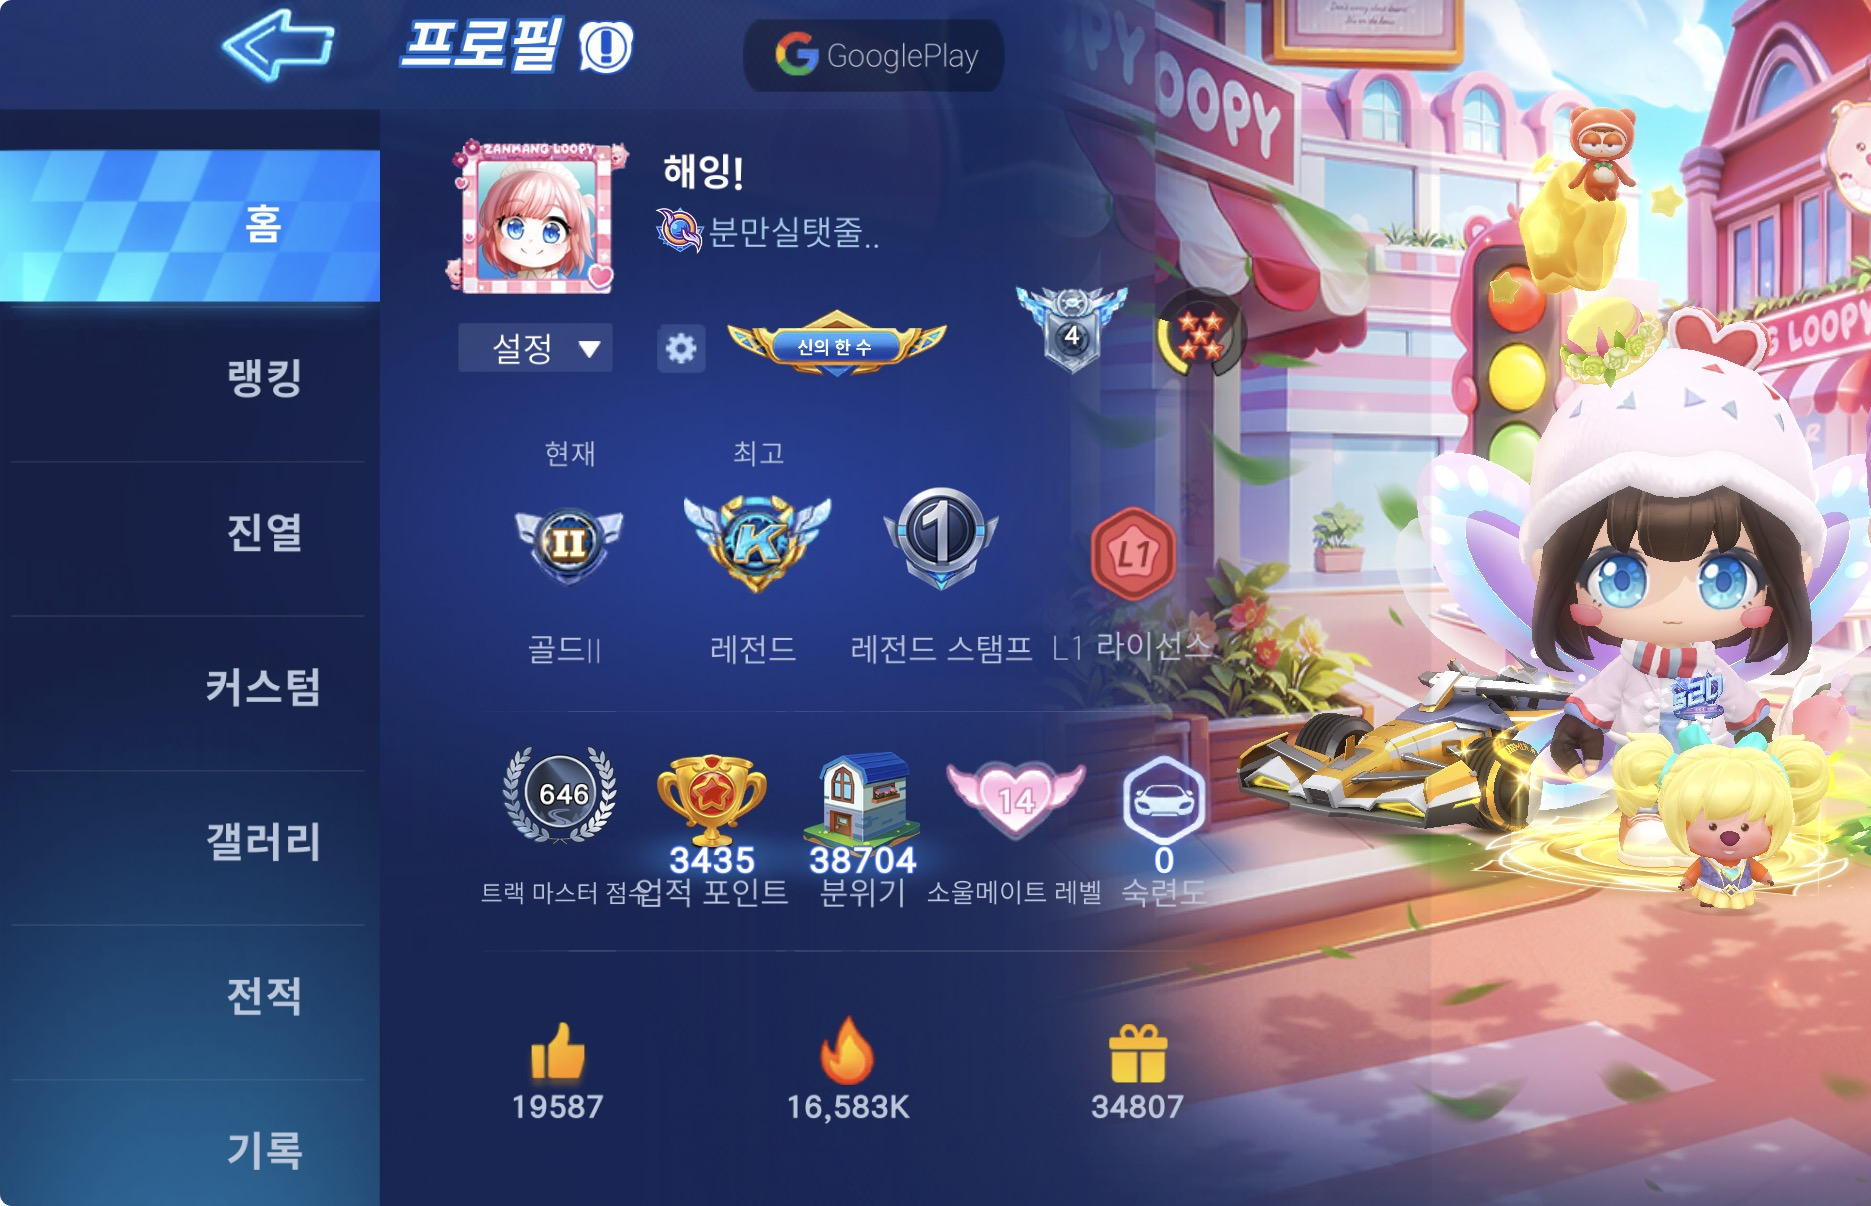 프로필
GooglePlay
홈
랭킹
진열
커스텀
갤러리
전적
기록
ZANMANG LOOPY
해잉!
분만실탯줄..
설정
신의 한 수
4
현재
최고
II
K
1
L1
골드II
레전드
레전드 스탬프
L1 라이선스
646
3435
38704
14
0
트랙 마스터 점수
업적 포인트
분위기
소울메이트 레벨
숙련도
19587
16,583K
34807
OOPY
LOOPY